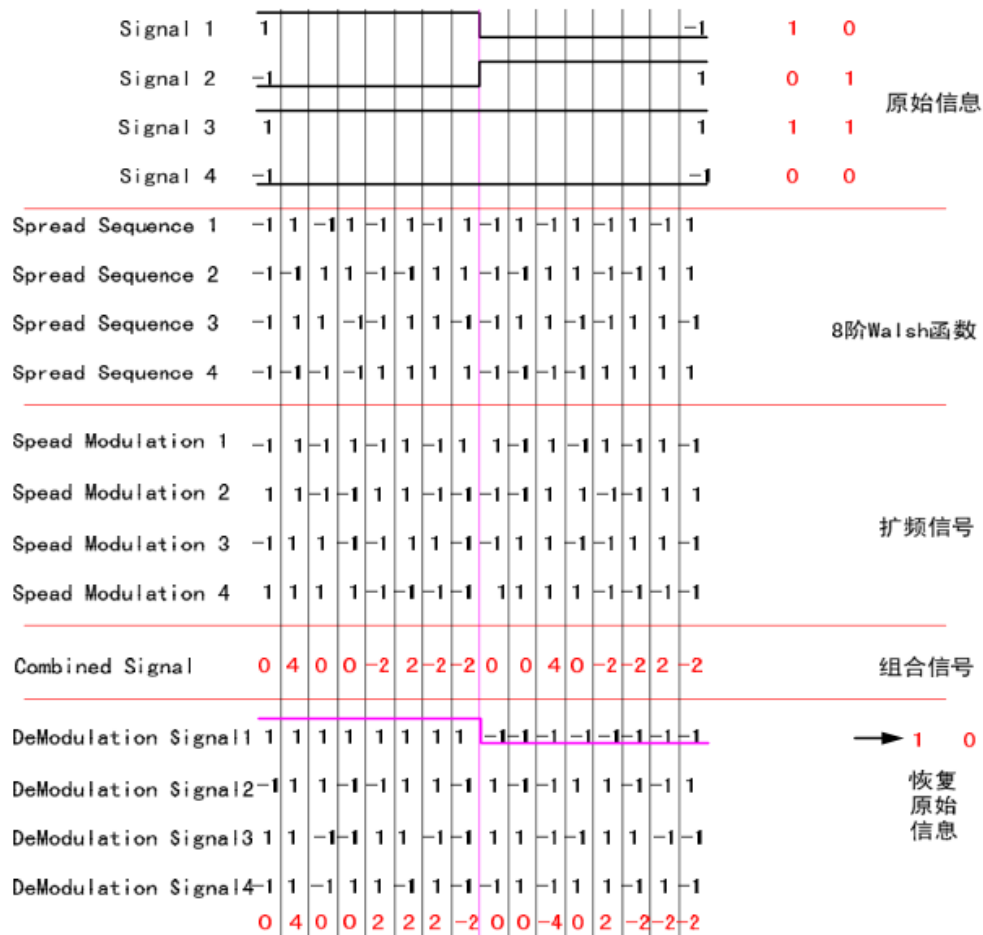 Signal 1 1 -1 1 0
Signal 2 -1 1 0 1
原始信息
Signal 3 1 1 1 1
Signal 4 -1 -1 0 0
Spread Sequence 1 -1 1 -1 1 -1 1 -1 1 -1 1 -1 1 -1 1 -1 1
Spread Sequence 2 -1 -1 1 1 -1 -1 1 1 -1 -1 1 1 -1 -1 1 1
Spread Sequence 3 -1 1 1 -1 -1 1 1 -1 -1 1 1 -1 -1 1 1 -1
8阶Walsh函数
Spread Sequence 4 -1 -1 -1 -1 1 1 1 1 -1 -1 -1 -1 1 1 1 1
Spead Modulation 1 -1 1 -1 1 -1 1 -1 1 1 -1 1 -1 1 -1 1 -1
Spead Modulation 2 1 1 -1 -1 1 1 -1 -1 -1 -1 1 1 -1 -1 1 1
扩频信号
Spead Modulation 3 -1 1 1 -1 -1 1 1 -1 -1 1 1 -1 -1 1 1 -1
Spead Modulation 4 1 1 1 1 -1 -1 -1 -1 1 1 1 1 -1 -1 -1 -1
Combined Signal 0 4 0 0 -2 2 -2 -2 0 0 4 0 -2 -2 2 -2 组合信号
DeModulation Signal1 1 1 1 1 1 1 1 1 -1 -1 -1 -1 -1 -1 -1 -1 1 0
DeModulation Signal2 -1 1 1 -1 -1 1 1 -1 1 -1 -1 1 1 -1 -1 1
恢复
原始
信息
DeModulation Signal3 1 1 -1 -1 1 1 -1 -1 1 1 -1 -1 1 1 -1 -1
DeModulation Signal4 -1 1 -1 1 1 -1 1 -1 -1 1 -1 1 1 -1 1 -1
0 4 0 0 2 2 2 -2 0 0 -4 0 2 -2 -2 -2